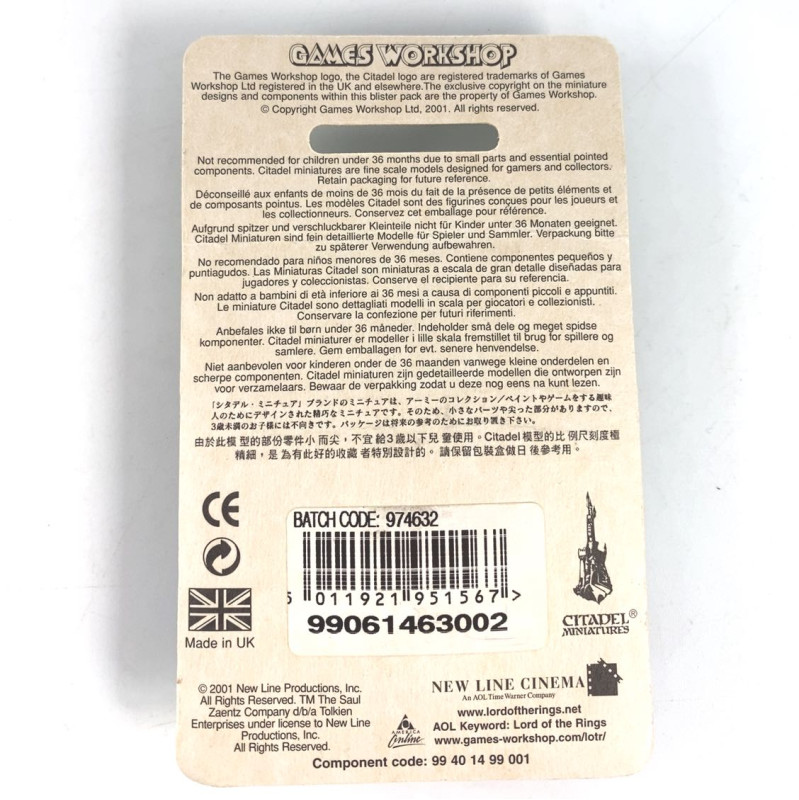 GAMES WORKSHOP
The Games Workshop logo, the Citadel logo are registered trademarks of Games
Workshop Ltd registered in the UK and elsewhere.The exclusive copyright on the miniature
designs and components within this blister pack are the property of Games Workshop.
© Copyright Games Workshop Ltd, 2001. All rights reserved.
Not recommended for children under 36 months due to small parts and essential pointed
components. Citadel miniatures are fine scale models designed for gamers and collectors.
Retain packaging for future reference.
Déconseillé aux enfants de moins de 36 mois du fait de la présence de petits éléments et
de composants pointus. Les modèles Citadel sont des figurines conçues pour les joueurs et
les collectionneurs. Conservez cet emballage pour référence.
Aufgrund spitzer und verschluckbarer Kleinteile nicht für Kinder unter 36 Monaten geeignet.
Citadel Miniaturen sind fein detaillierte Modelle für Spieler und Sammler. Verpackung bitte
zu späterer Verwendung aufbewahren.
No recomendado para niños menores de 36 meses. Contiene componentes pequeños y
puntiagudos. Las Miniaturas Citadel son miniaturas a escala de gran detalle diseñadas para
jugadores y coleccionistas. Conserve el recipiente para su referencia.
Non adatto a bambini di età inferiore ai 36 mesi a causa di componenti piccoli e appuntiti.
Le miniature Citadel sono dettagliati modelli in scala per giocatori e collezionisti.
Conservare la confezione per futuri riferimenti.
Anbefales ikke til børn under 36 måneder. Indeholder små dele og meget spidse
komponenter. Citadel miniaturer er modeller i lille skala fremstillet til brug for spillere og
samlere. Gem emballagen for evt. senere henvendelse.
Niet aanbevolen voor kinderen onder de 36 maanden vanwege kleine onderdelen en
scherpe componenten. Citadel miniaturen zijn gedetailleerde modellen die ontworpen zijn
voor verzamelaars. Bewaar de verpakking zodat u deze nog eens na kunt lezen.
「シタデル・ミニチュア」ブランドのミニチュアは、アーミーのコレクション/ペイントやゲームをする趣味
人のためにデザインされた精巧なミニチュアです。そのため、小さなパーツや尖った部分がありますので、
3歳未満のお子様には不向きです。パッケージは将来の参考のためにお取り置き下さい。
由於此模型的部份零件小而尖，不宜給3歲以下兒童使用。Citadel模型的比例尺刻度極
精細，是為有此好的收藏者特別設計的。請保留包裝盒做日後參考用。
CE
BATCH CODE: 974632
5 011921 951567 >
99061463002
Made in UK
CITADEL®
MINIATURES
© 2001 New Line Productions, Inc.
All Rights Reserved. TM The Saul
Zaentz Company d/b/a Tolkien
Enterprises under license to New Line
Productions, Inc.
All Rights Reserved.
NEW LINE CINEMA
An AOL Time Warner Company
www.lordoftherings.net
AOL Keyword: Lord of the Rings
www.games-workshop.com/lotr/
AMERICA
Online
Component code: 99 40 14 99 001